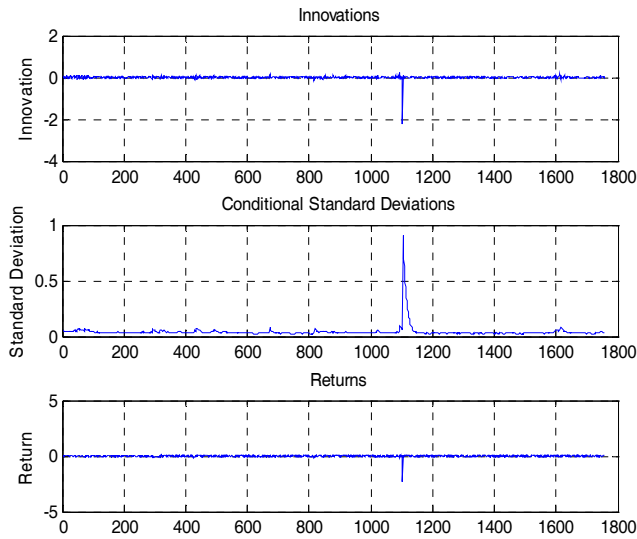 Innovations
2
0
-2
-4
Innovation
0 200 400 600 800 1000 1200 1400 1600 1800
Conditional Standard Deviations
1
0.5
0
Standard Deviation
0 200 400 600 800 1000 1200 1400 1600 1800
Returns
5
0
-5
Return
0 200 400 600 800 1000 1200 1400 1600 1800